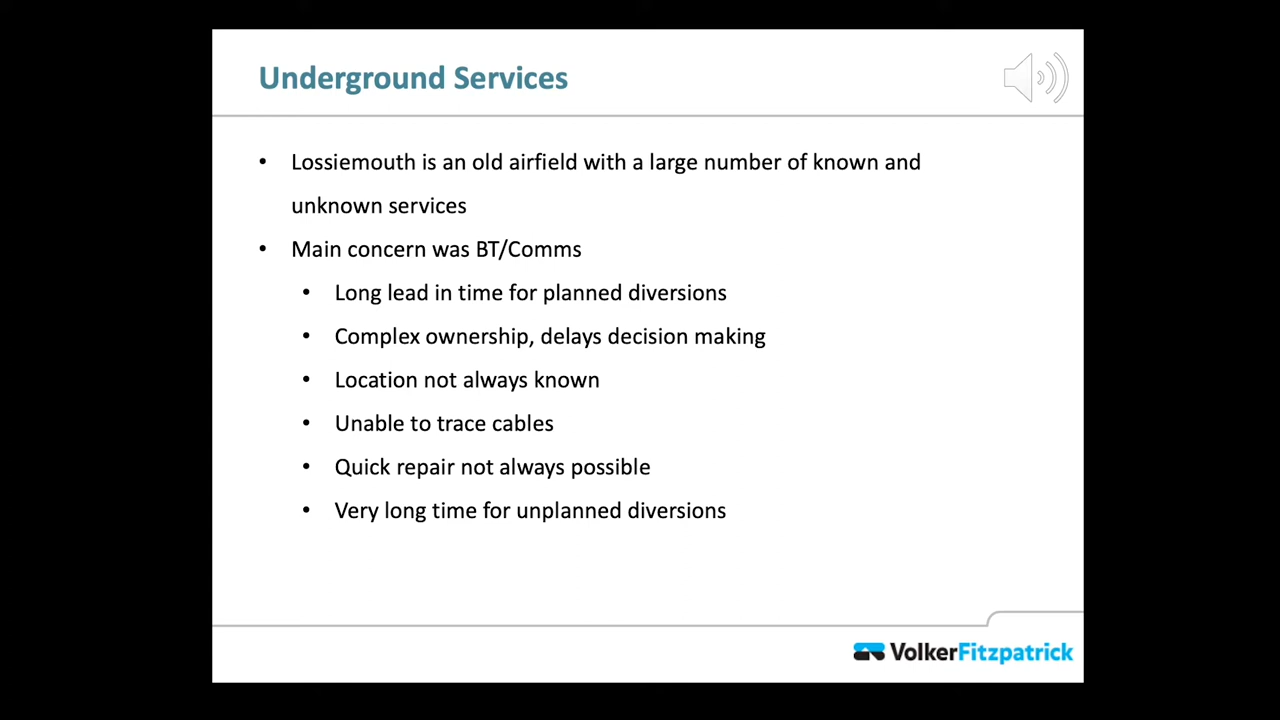 Underground Services
• Lossiemouth is an old airfield with a large number of known and
unknown services
• Main concern was BT/Comms
• Long lead in time for planned diversions
• Complex ownership, delays decision making
• Location not always known
• Unable to trace cables
• Quick repair not always possible
• Very long time for unplanned diversions
VolkerFitzpatrick